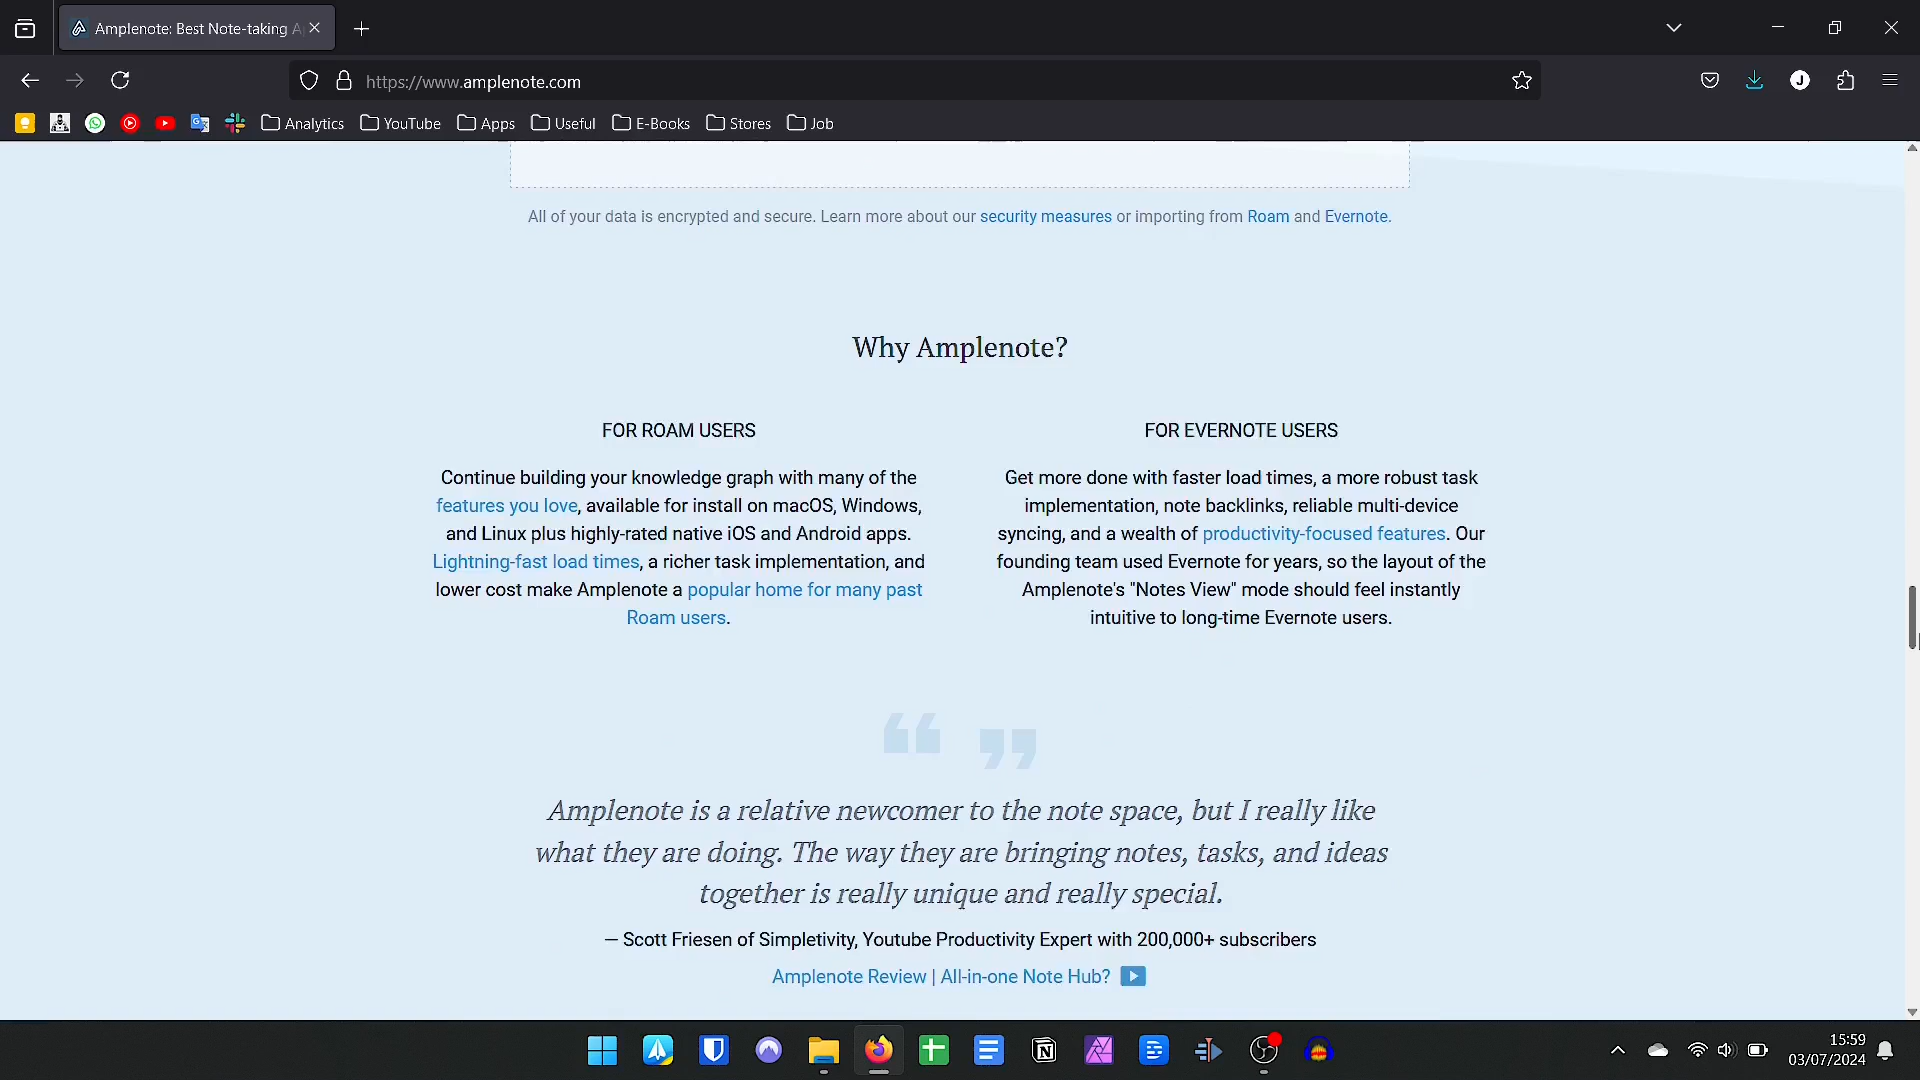 Amplenote: Best Note-taking A
https://www.amplenote.com
J
Analytics
YouTube
Apps
Useful
E-Books
Stores
Job
All of your data is encrypted and secure. Learn more about our security measures or importing from Roam and Evernote.
Why Amplenote?
FOR ROAM USERS
Continue building your knowledge graph with many of the
features you love, available for install on macOS, Windows,
and Linux plus highly-rated native iOS and Android apps.
Lightning-fast load times, a richer task implementation, and
lower cost make Amplenote a popular home for many past
Roam users.
FOR EVERNOTE USERS
Get more done with faster load times, a more robust task
implementation, note backlinks, reliable multi-device
syncing, and a wealth of productivity-focused features. Our
founding team used Evernote for years, so the layout of the
Amplenote's "Notes View" mode should feel instantly
intuitive to long-time Evernote users.
Amplenote is a relative newcomer to the note space, but I really like
what they are doing. The way they are bringing notes, tasks, and ideas
together is really unique and really special.
— Scott Friesen of Simpletivity, Youtube Productivity Expert with 200,000+ subscribers
Amplenote Review | All-in-one Note Hub?
15:59
03/07/2024